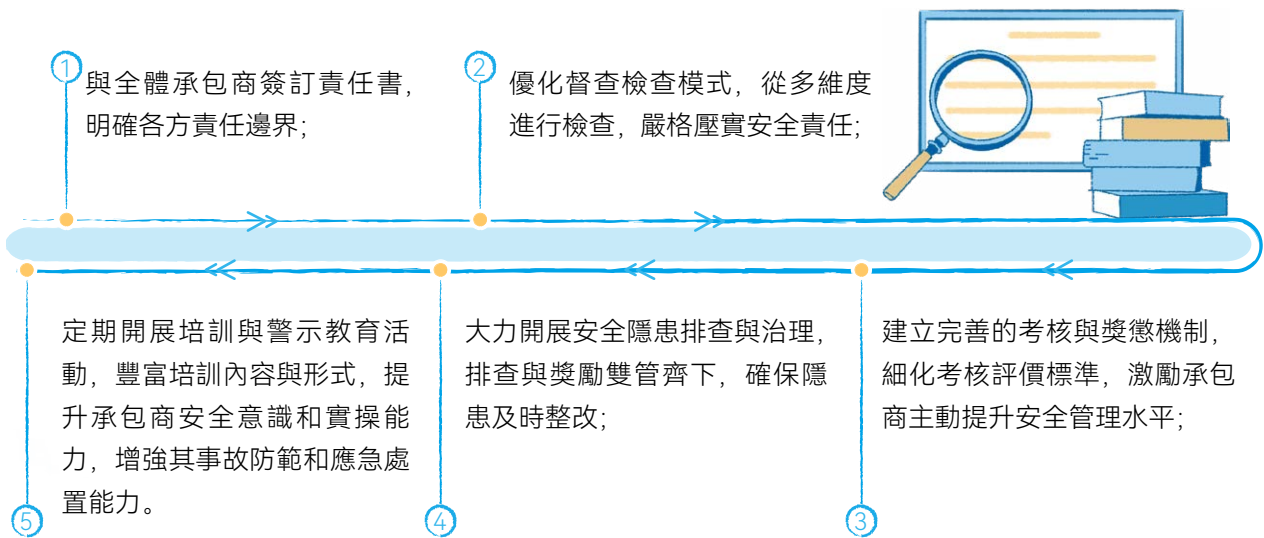 1
與全體承包商簽訂責任書，
明確各方責任邊界；
2
優化督查檢查模式，從多維度
進行檢查，嚴格壓實安全責任；
3
建立完善的考核與獎懲機制，
細化考核評價標準，激勵承包
商主動提升安全管理水平；
4
大力開展安全隱患排查與治理，
排查與獎勵雙管齊下，確保隱
患及時整改；
5
定期開展培訓與警示教育活
動，豐富培訓內容與形式，提
升承包商安全意識和實操能
力，增強其事故防範和應急處
置能力。